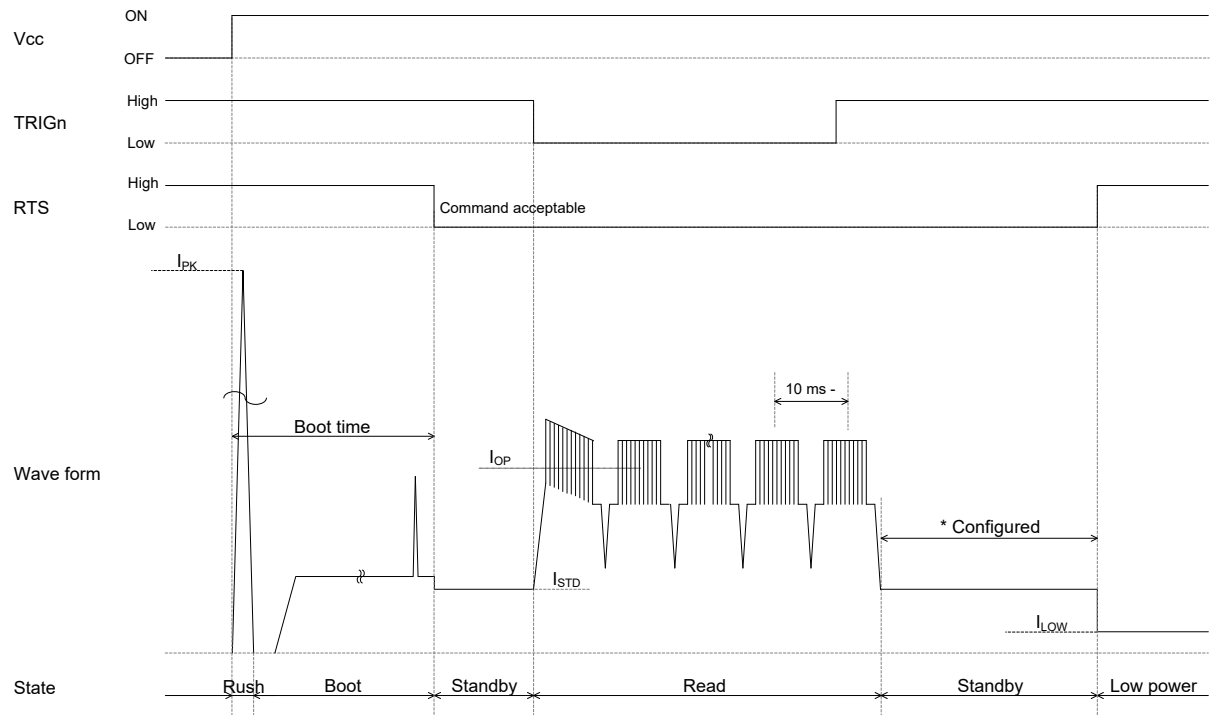 ON
Vcc
OFF
High
TRIGn
Low
High
RTS
Command acceptable
Low
IPK
10 ms -
Boot time
IOP
Wave form
* Configured
ISTD
ILOW
State Rush Boot Standby Read Standby Low power